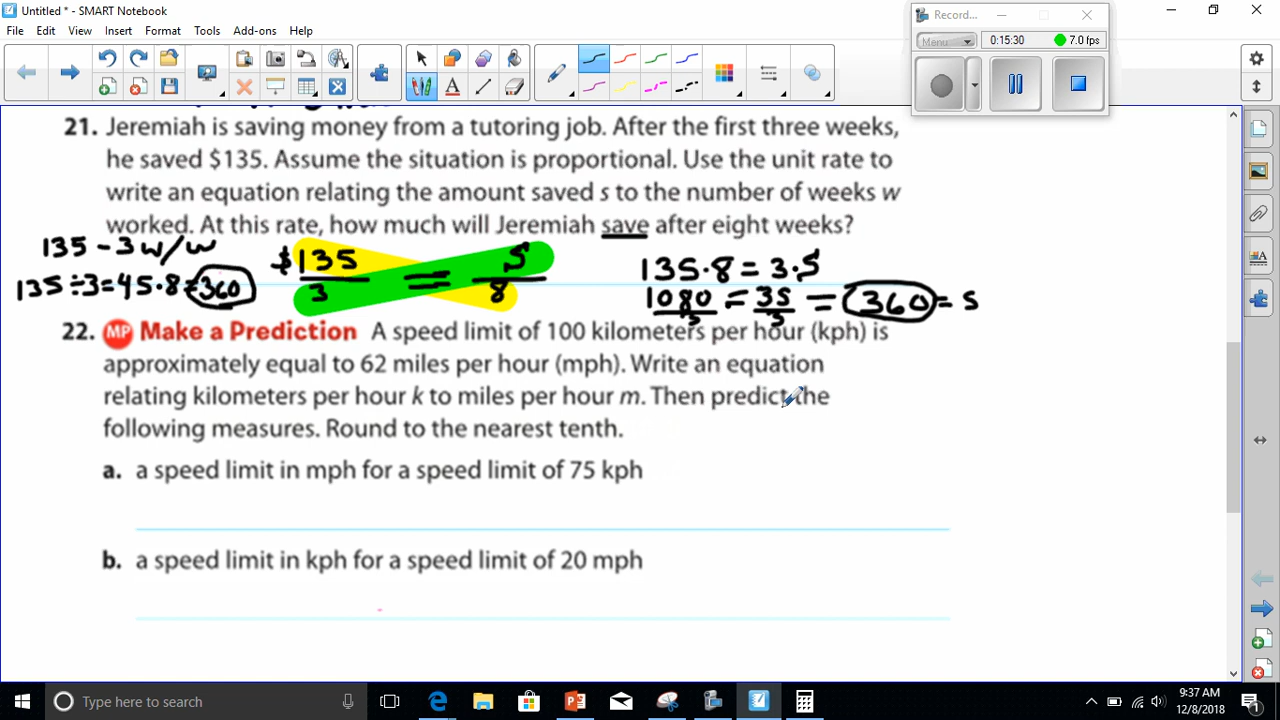 Untitled * - SMART Notebook
File Edit View Insert Format Tools Add-ons Help
Record...
Menu 0:15:30 7.0 fps
21. Jeremiah is saving money from a tutoring job. After the first three weeks,
he saved $135. Assume the situation is proportional. Use the unit rate to
write an equation relating the amount saved s to the number of weeks w
worked. At this rate, how much will Jeremiah save after eight weeks?
135 - 3 w/w
135 ÷ 3 = 45 · 8 = 360
$135 = S
3 8
135 · 8 = 3 · S
1080 = 3S = 360 = S
3 3
22. MP Make a Prediction A speed limit of 100 kilometers per hour (kph) is
approximately equal to 62 miles per hour (mph). Write an equation
relating kilometers per hour k to miles per hour m. Then predict the
following measures. Round to the nearest tenth.
a. a speed limit in mph for a speed limit of 75 kph
b. a speed limit in kph for a speed limit of 20 mph
Type here to search
9:37 AM
12/8/2018